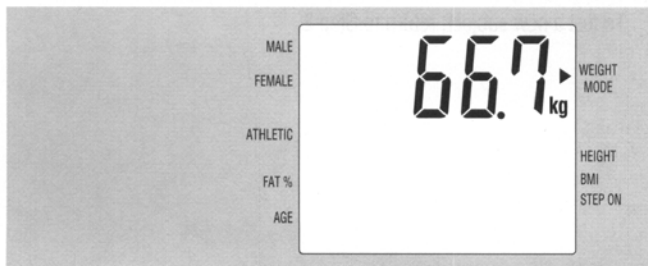 MALE
FEMALE
ATHLETIC
FAT %
AGE
66.7 kg
WEIGHT
MODE
HEIGHT
BMI
STEP ON